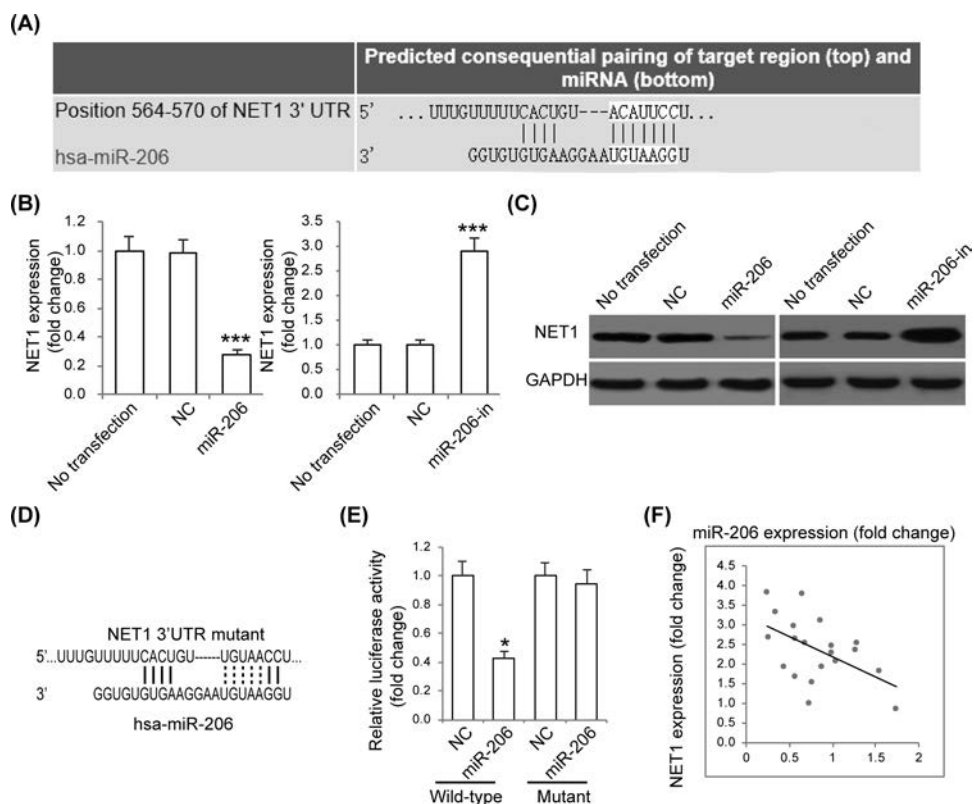 (A)
Predicted consequential pairing of target region (top) and
miRNA (bottom)
Position 564-570 of NET1 3' UTR 5' ...UUUGUUUUUCACUGU---ACAUUCCU...
hsa-miR-206 3' GGUGUGUGAAGGAAUGUAAGGU
(B)
NET1 expression
(fold change)
1.2
1.0
0.8
0.6
0.4
0.2
0.0
***
No transfection
NC
miR-206
NET1 expression
(fold change)
3.5
3.0
2.5
2.0
1.5
1.0
0.5
0.0
***
No transfection
NC
miR-206-in
(C)
No transfection
NC
miR-206
No transfection
NC
miR-206-in
NET1
GAPDH
(D)
NET1 3'UTR mutant
5'...UUUGUUUUUCACUGU------UGUAACCU...
3' GGUGUGUGAAGGAAUGUAAGGU
hsa-miR-206
(E)
Relative luciferase activity
(fold change)
1.2
1.0
0.8
0.6
0.4
0.2
0.0
*
NC
miR-206
NC
miR-206
Wild-type
Mutant
(F)
miR-206 expression (fold change)
NET1 expression (fold change)
4.5
4.0
3.5
3.0
2.5
2.0
1.5
1.0
0.5
0.0
0
0.5
1
1.5
2